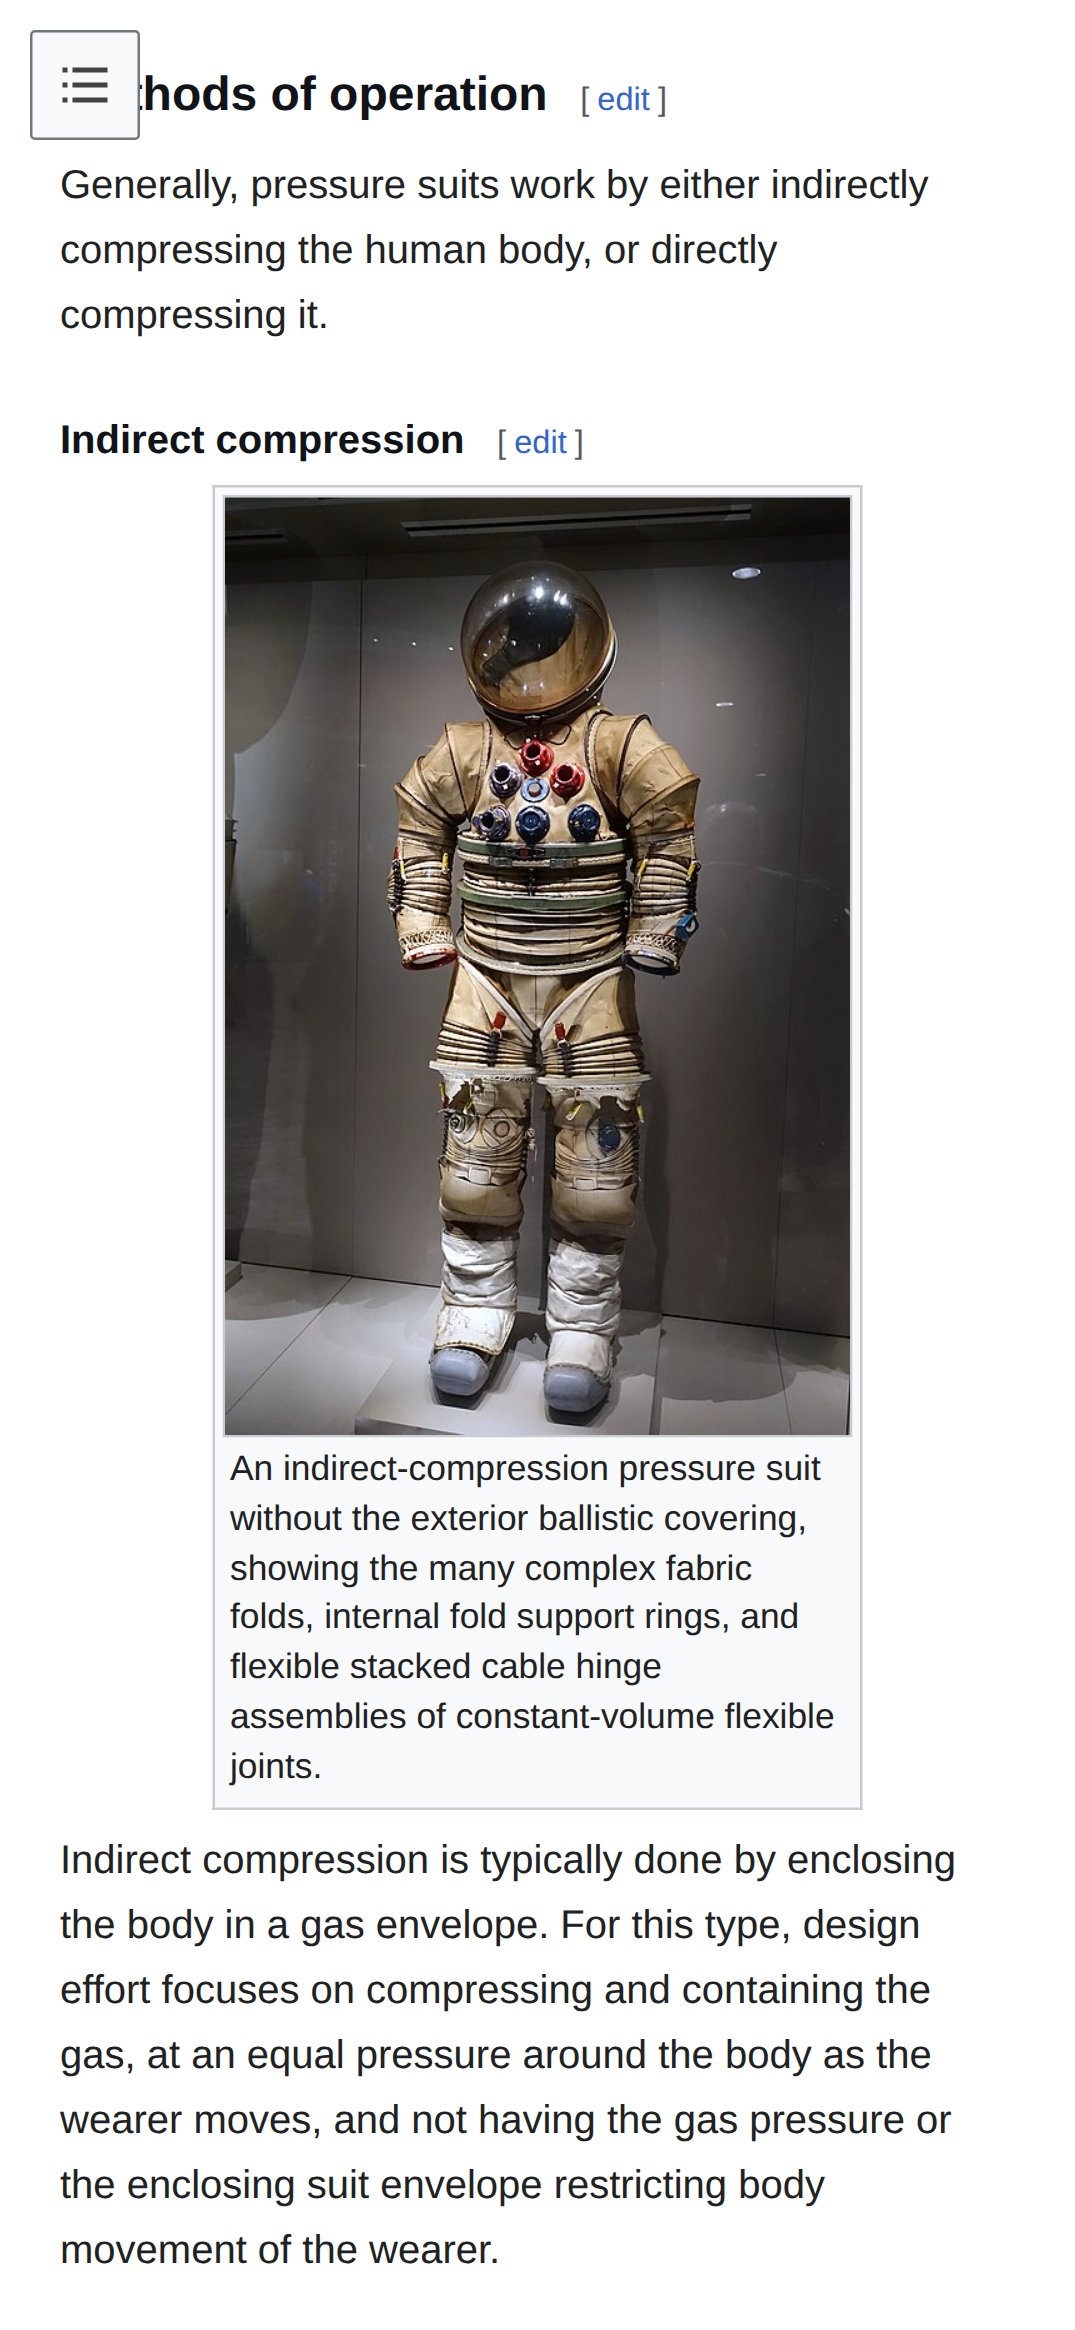 thods of operation [ edit ]
Generally, pressure suits work by either indirectly
compressing the human body, or directly
compressing it.
Indirect compression [ edit ]
An indirect-compression pressure suit
without the exterior ballistic covering,
showing the many complex fabric
folds, internal fold support rings, and
flexible stacked cable hinge
assemblies of constant-volume flexible
joints.
Indirect compression is typically done by enclosing
the body in a gas envelope. For this type, design
effort focuses on compressing and containing the
gas, at an equal pressure around the body as the
wearer moves, and not having the gas pressure or
the enclosing suit envelope restricting body
movement of the wearer.